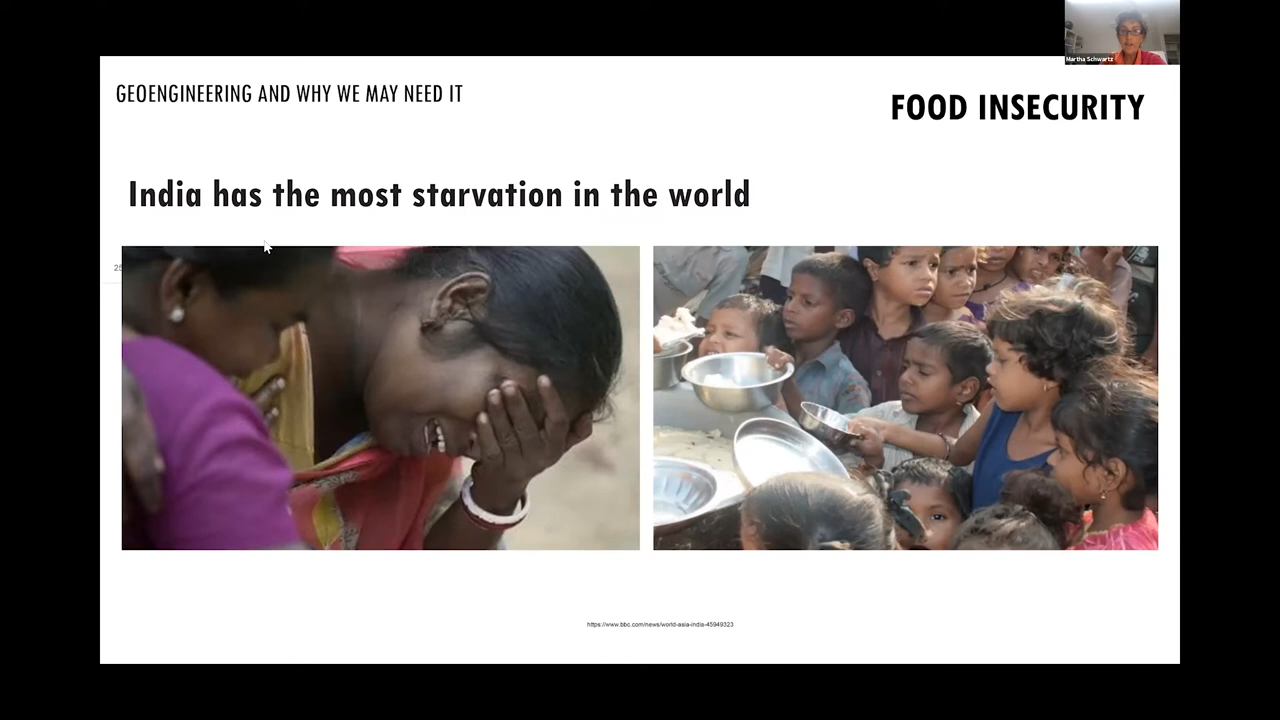 Martha Schwartz
GEOENGINEERING AND WHY WE MAY NEED IT
FOOD INSECURITY
India has the most starvation in the world
25
https://www.bbc.com/news/world-asia-india-45949323